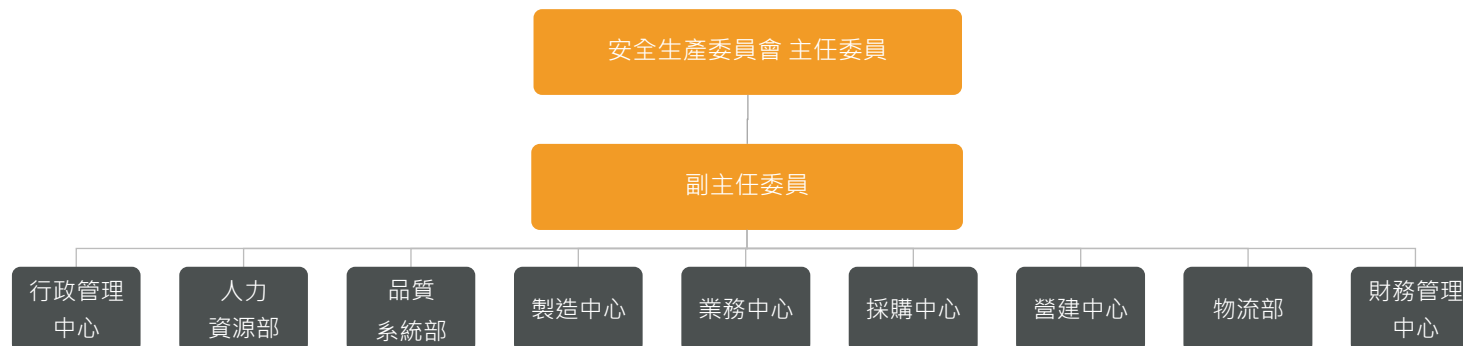 安全生產委員會 主任委員
副主任委員
行政管理
中心
人力
資源部
品質
系統部
製造中心
業務中心
採購中心
營建中心
物流部
財務管理
中心